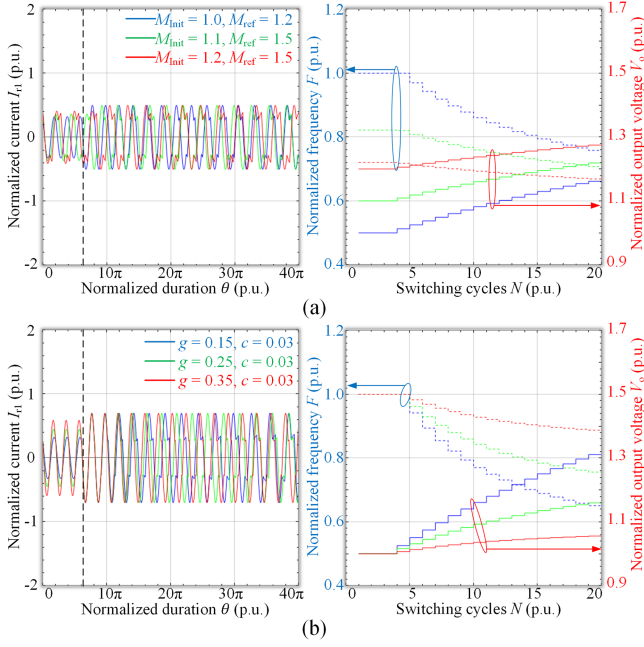 2
1
0
-1
-2
Normalized current I_r1 (p.u.)
M_Init = 1.0, M_ref = 1.2
M_Init = 1.1, M_ref = 1.5
M_Init = 1.2, M_ref = 1.5
0 10π 20π 30π 40π
Normalized duration θ (p.u.)
Normalized frequency F (p.u.)
1.2
1.0
0.8
0.6
0.4
1.7
1.5
1.3
1.1
0.9
Normalized output voltage V_o (p.u.)
0 5 10 15 20
Switching cycles N (p.u.)
(a)
2
1
0
-1
-2
Normalized current I_r1 (p.u.)
g = 0.15, c = 0.03
g = 0.25, c = 0.03
g = 0.35, c = 0.03
0 10π 20π 30π 40π
Normalized duration θ (p.u.)
Normalized frequency F (p.u.)
1.2
1.0
0.8
0.6
0.4
1.7
1.5
1.3
1.1
0.9
Normalized output voltage V_o (p.u.)
0 5 10 15 20
Switching cycles N (p.u.)
(b)